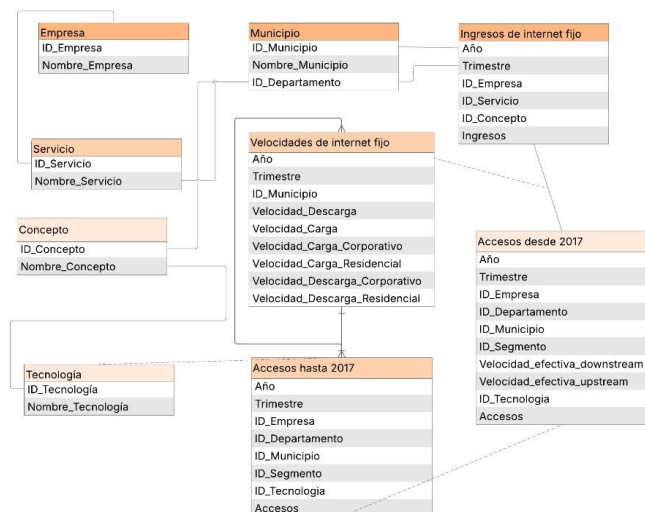 Empresa
ID_Empresa
Nombre_Empresa
Municipio
ID_Municipio
Nombre_Municipio
ID_Departamento
Ingresos de internet fijo
Año
Trimestre
ID_Empresa
ID_Servicio
ID_Concepto
Ingresos
Servicio
ID_Servicio
Nombre_Servicio
Velocidades de internet fijo
Año
Trimestre
ID_Municipio
Velocidad_Descarga
Velocidad_Carga
Velocidad_Carga_Corporativo
Velocidad_Carga_Residencial
Velocidad_Descarga_Corporativo
Velocidad_Descarga_Residencial
Concepto
ID_Concepto
Nombre_Concepto
Accesos desde 2017
Año
Trimestre
ID_Empresa
ID_Departamento
ID_Municipio
ID_Segmento
Velocidad_efectiva_downstream
Velocidad_efectiva_upstream
ID_Tecnologia
Accesos
Tecnología
ID_Tecnología
Nombre_Tecnología
Accesos hasta 2017
Año
Trimestre
ID_Empresa
ID_Departamento
ID_Municipio
ID_Segmento
ID_Tecnologia
Accesos